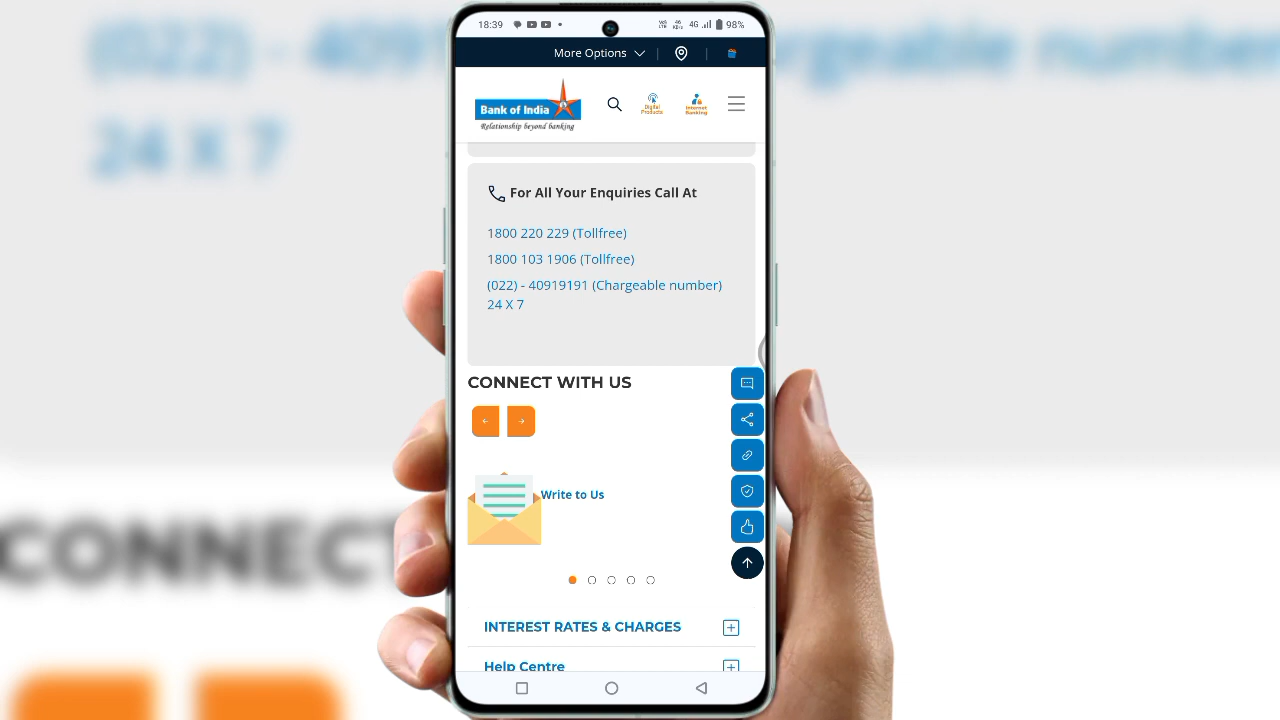 (022) - 4091
argeable number
24 X 7
CONNECT
18:39
4G
98%
More Options
Bank of India
Relationship beyond banking
Digital
Products
Internet
Banking
For All Your Enquiries Call At
1800 220 229 (Tollfree)
1800 103 1906 (Tollfree)
(022) - 40919191 (Chargeable number)
24 X 7
CONNECT WITH US
Write to Us
INTEREST RATES & CHARGES
Help Centre